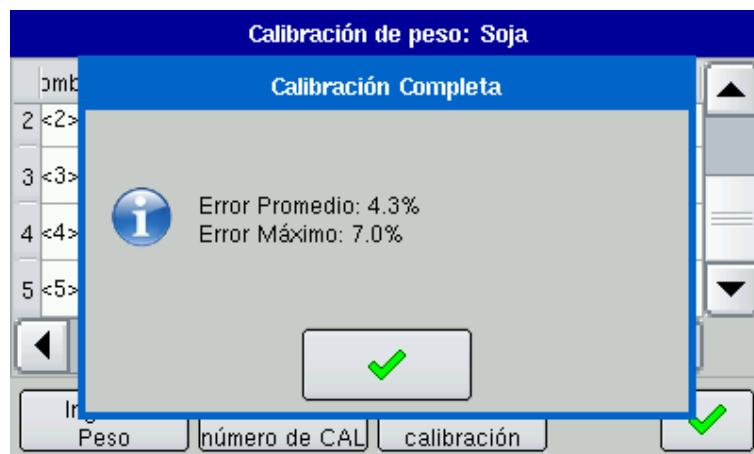 Calibración de peso: Soja
Calibración Completa
2 <2>
3 <3>
Error Promedio: 4.3%
Error Máximo: 7.0%
4 <4>
5 <5>
Peso
número de CAL
calibración